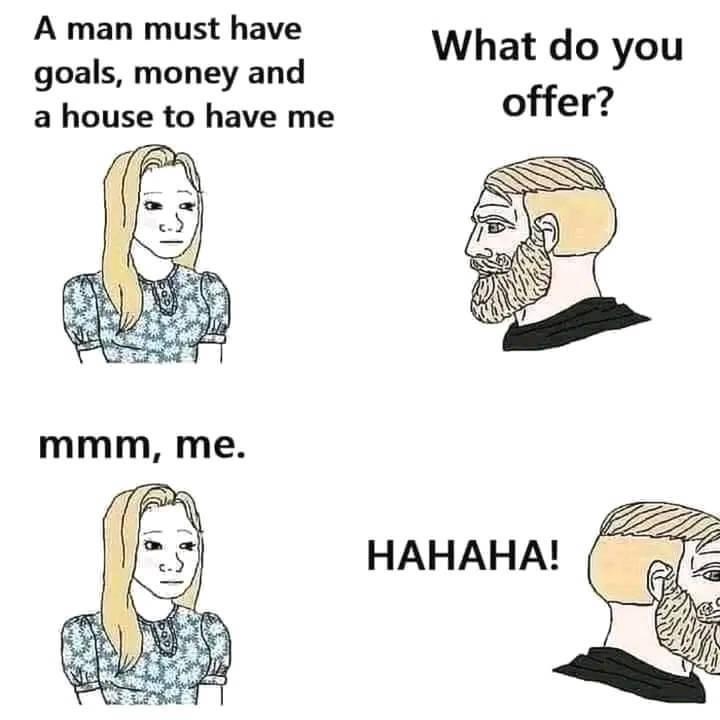 A man must have
goals, money and
a house to have me
What do you
offer?
mmm, me.
HAHAHA!